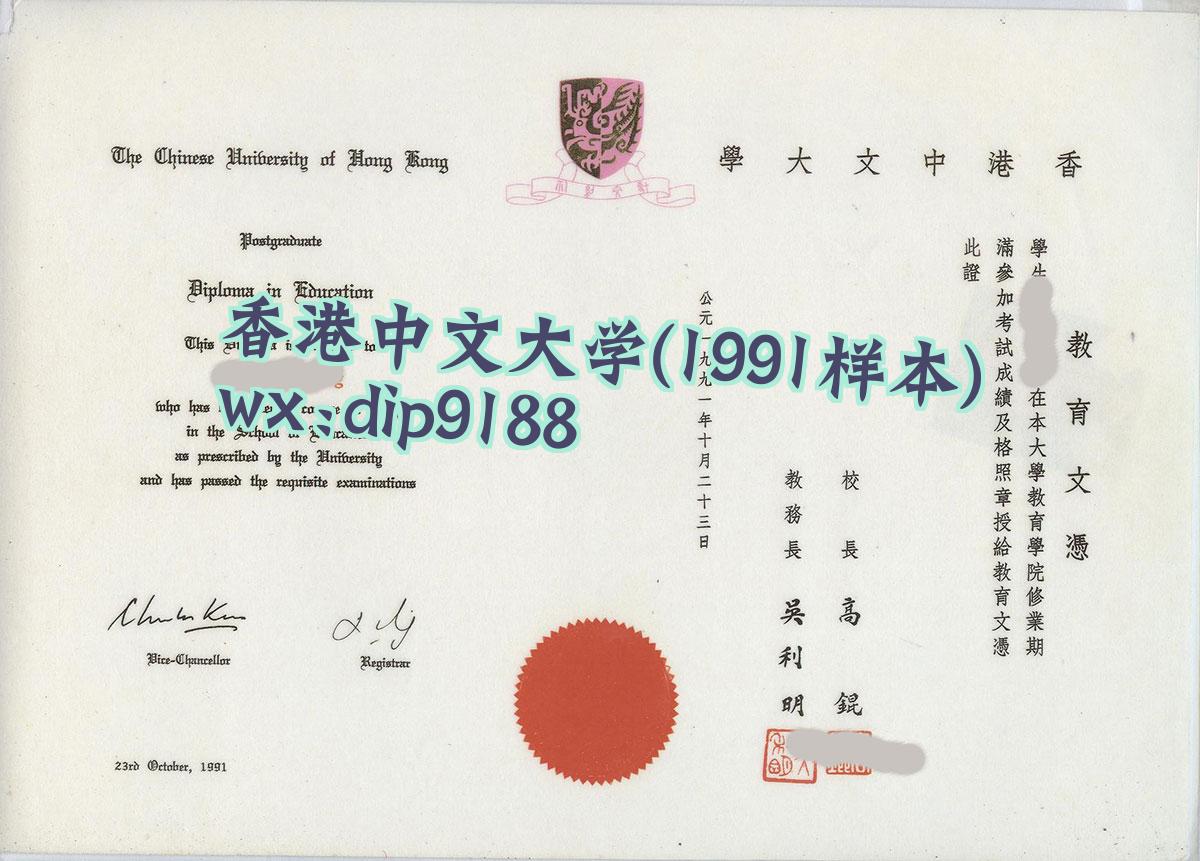 The Chinese University of Hong Kong
學大文中港香
Postgraduate
Diploma in Education
This
to
who has
in the School of
as prescribed by the University
and has passed the requisite examinations
香港中文大学(1991样本)
wx:dip9188
教育文憑
學生
在本大學教育學院修業期
滿參加考試成績及格照章授給教育文憑
此證
校長 高錕
教務長 吳利明
公元一九九一年十月二十三日
Vice-Chancellor
Registrar
23rd October, 1991